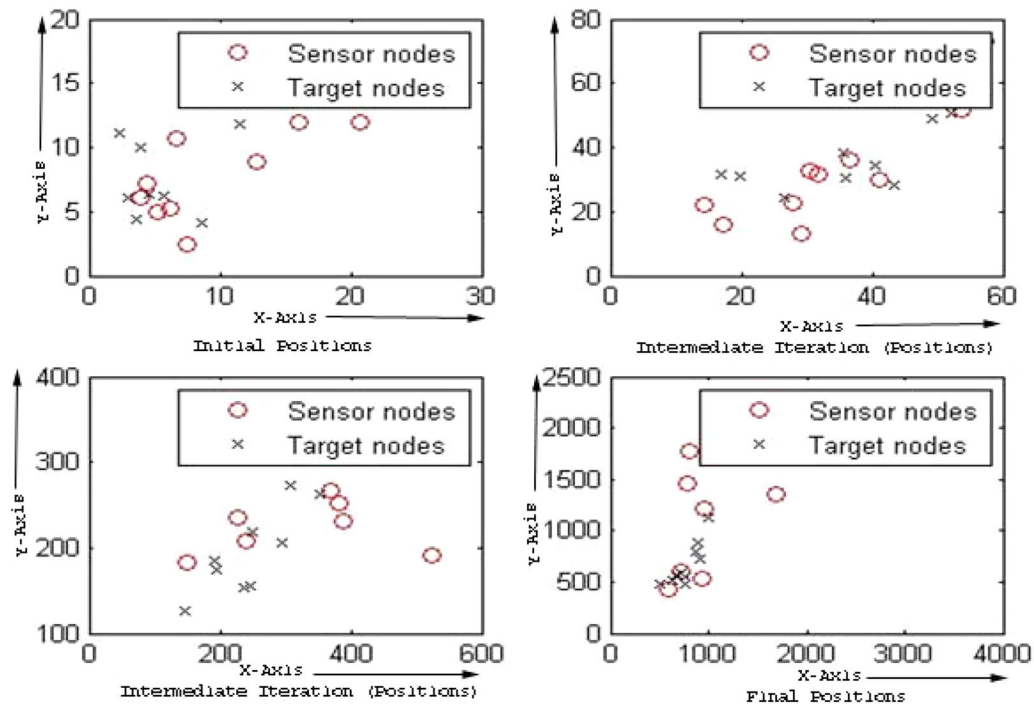 20
15
10
5
0
0 10 20 30
Y-Axis
X-Axis
Sensor nodes
Target nodes
Initial Positions
80
60
40
20
0
20 40 60
Y-Axis
X-Axis
Sensor nodes
Target nodes
Intermediate Iteration (Positions)
400
300
200
100
0 200 400 600
Y-Axis
X-Axis
Sensor nodes
Target nodes
Intermediate Iteration (Positions)
2500
2000
1500
1000
500
0
0 1000 2000 3000 4000
Y-Axis
X-Axis
Sensor nodes
Target nodes
Final Positions